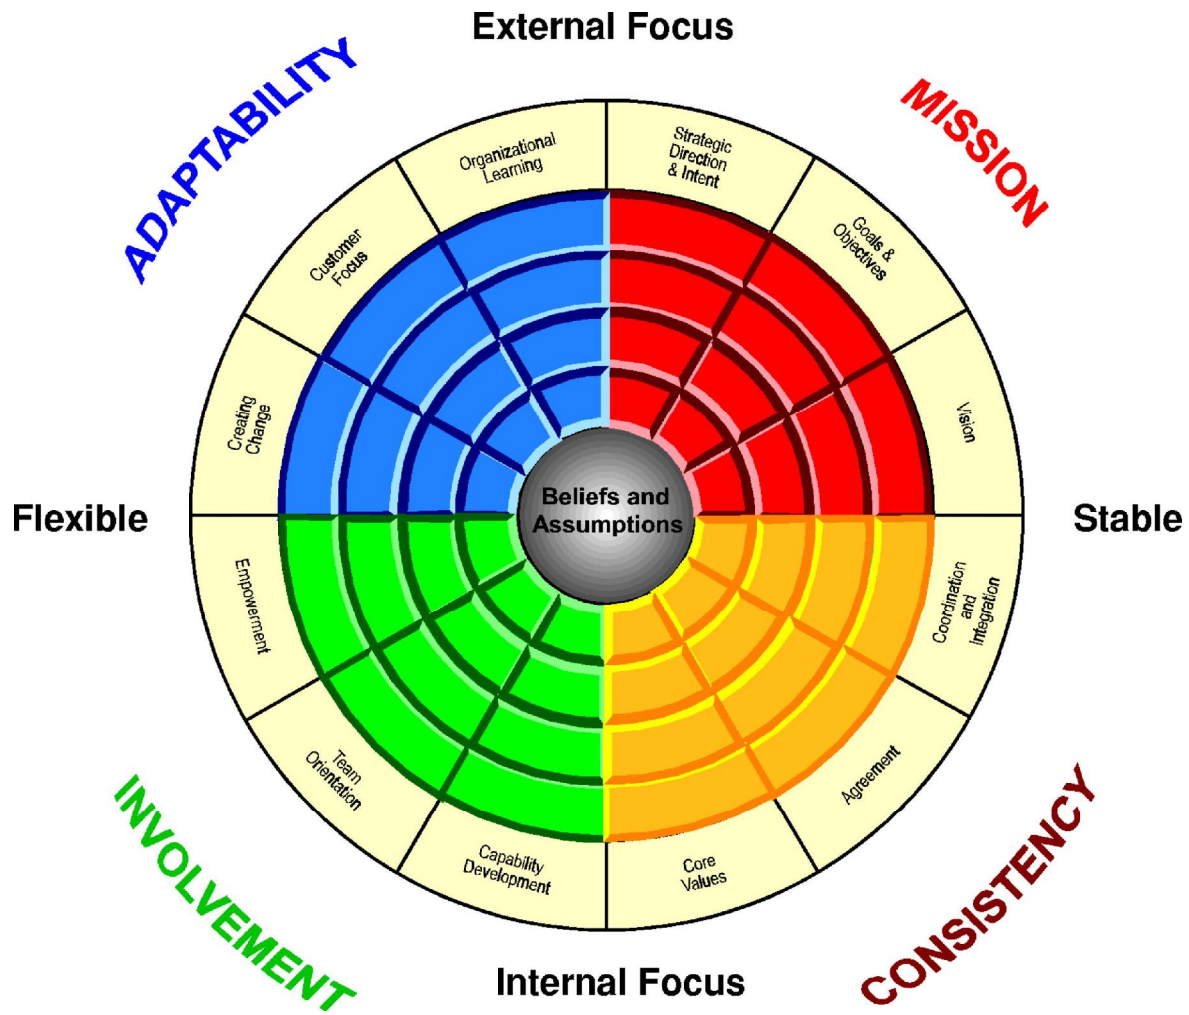 External Focus
ADAPTABILITY
MISSION
Organizational
Learning
Strategic
Direction
& Intent
Customer
Focus
Goals &
Objectives
Creating
Change
Vision
Flexible
Beliefs and
Assumptions
Stable
Empowerment
Coordination
and
Integration
Team
Orientation
Agreement
Capability
Development
Core
Values
INVOLVEMENT
CONSISTENCY
Internal Focus